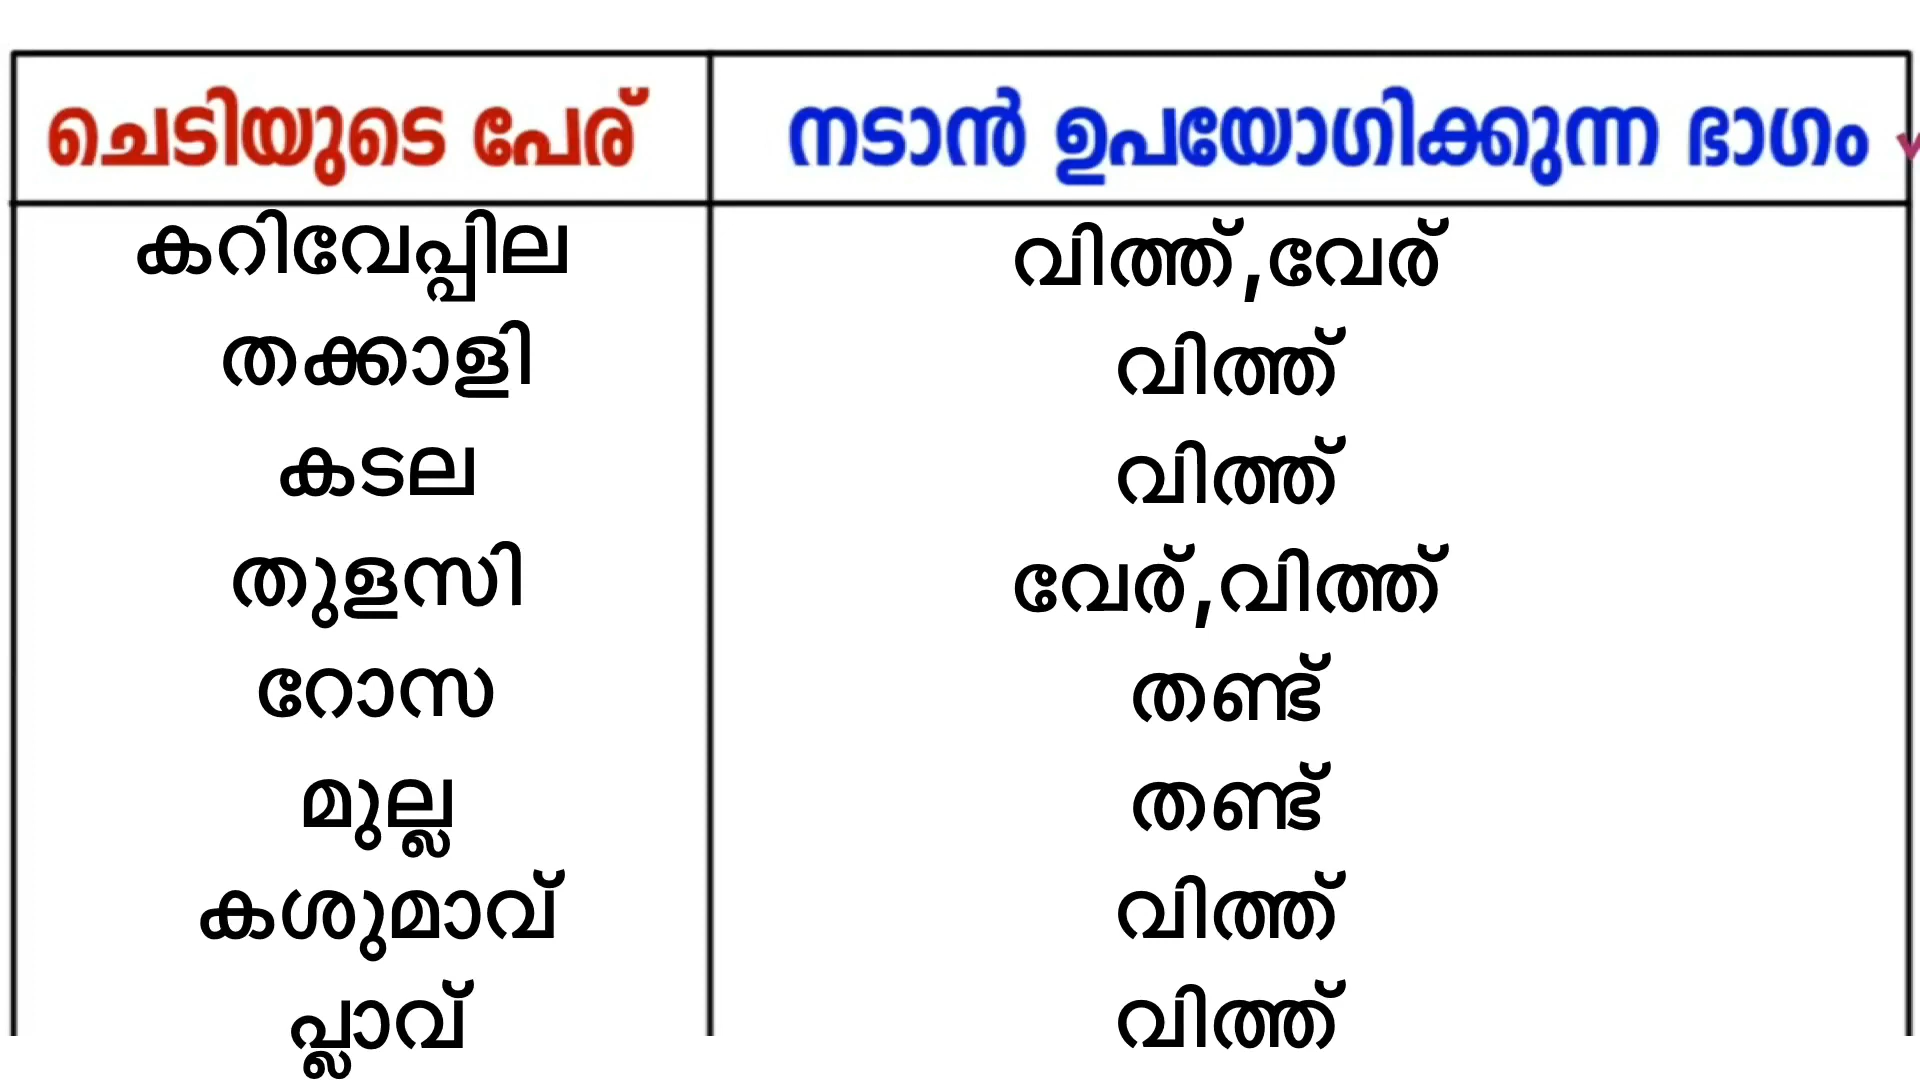 ചെടിയുടെ പേര് നടാൻ ഉപയോഗിക്കുന്ന ഭാഗം
കറിവേപ്പില വിത്ത്,വേര്
തക്കാളി വിത്ത്
കടല വിത്ത്
തുളസി വേര്,വിത്ത്
റോസ തണ്ട്
മുല്ല തണ്ട്
കശുമാവ് വിത്ത്
പ്ലാവ് വിത്ത്